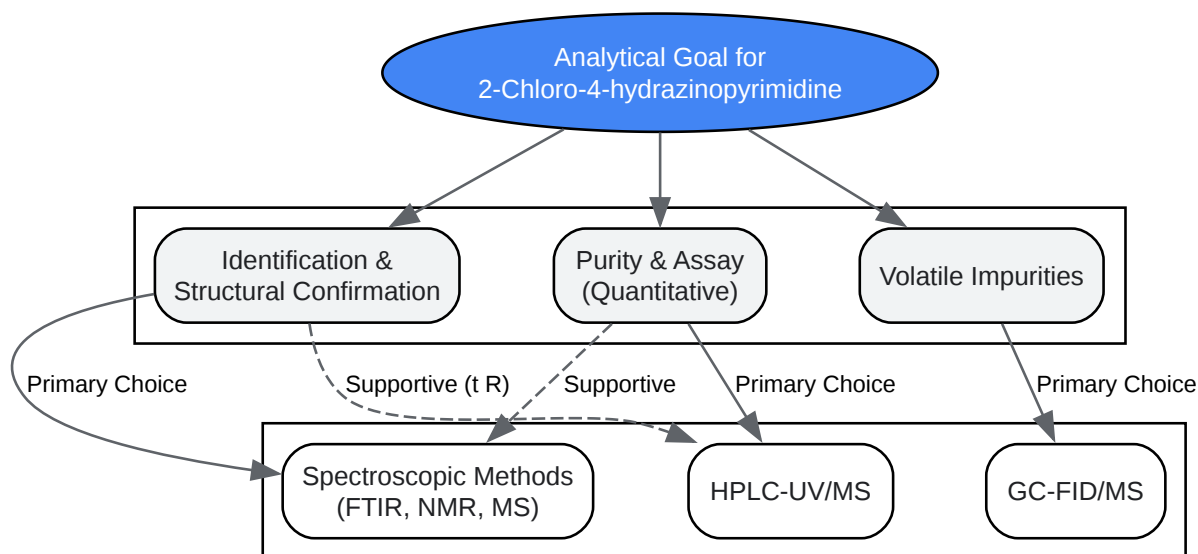 Analytical Goal for
2-Chloro-4-hydrazinopyrimidine
Identification &
Structural Confirmation
Purity & Assay
(Quantitative)
Volatile Impurities
Primary Choice
Supportive (t R)
Supportive
Primary Choice
Primary Choice
Spectroscopic Methods
(FTIR, NMR, MS)
HPLC-UV/MS
GC-FID/MS